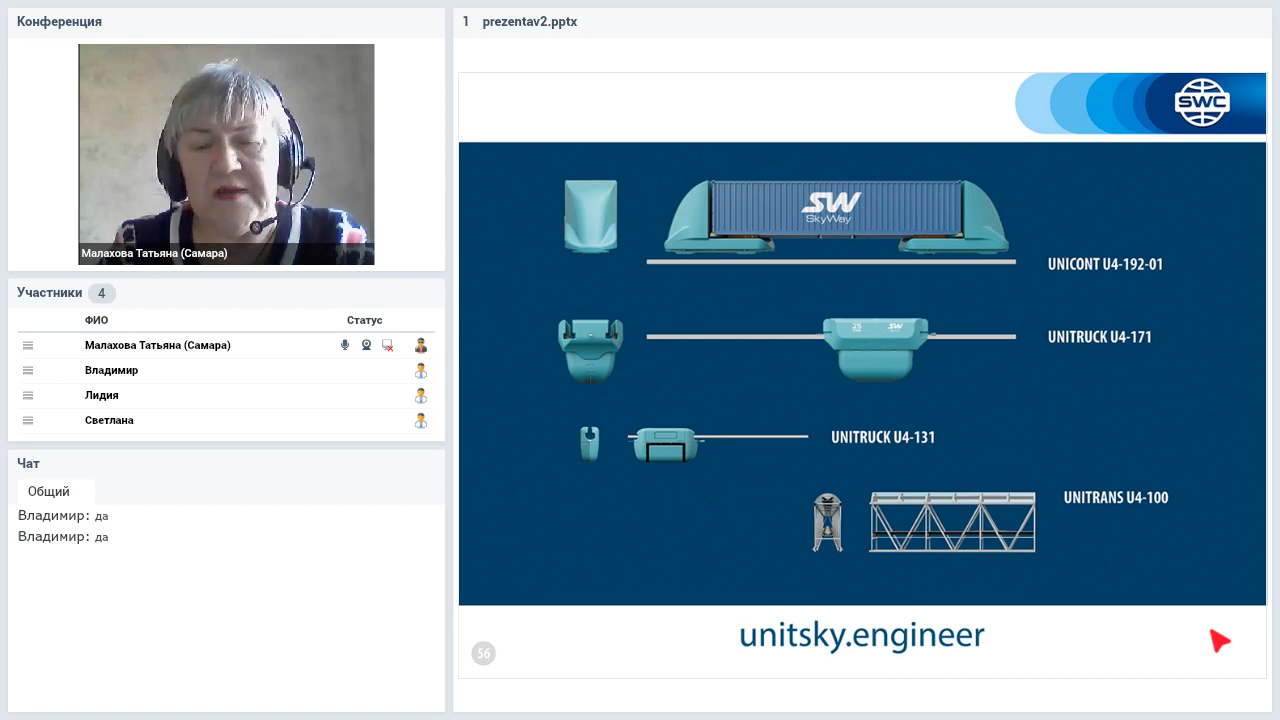 Конференция
Малахова Татьяна (Самара)
Участники 4
ФИО Статус
Малахова Татьяна (Самара)
Владимир
Лидия
Светлана
Чат
Общий
Владимир: да
Владимир: да
1 prezentav2.pptx
SWC
SW
SkyWay
UNICONT U4-192-01
25
SW
UNITRUCK U4-171
UNITRUCK U4-131
UNITRANS U4-100
unitsky.engineer
56